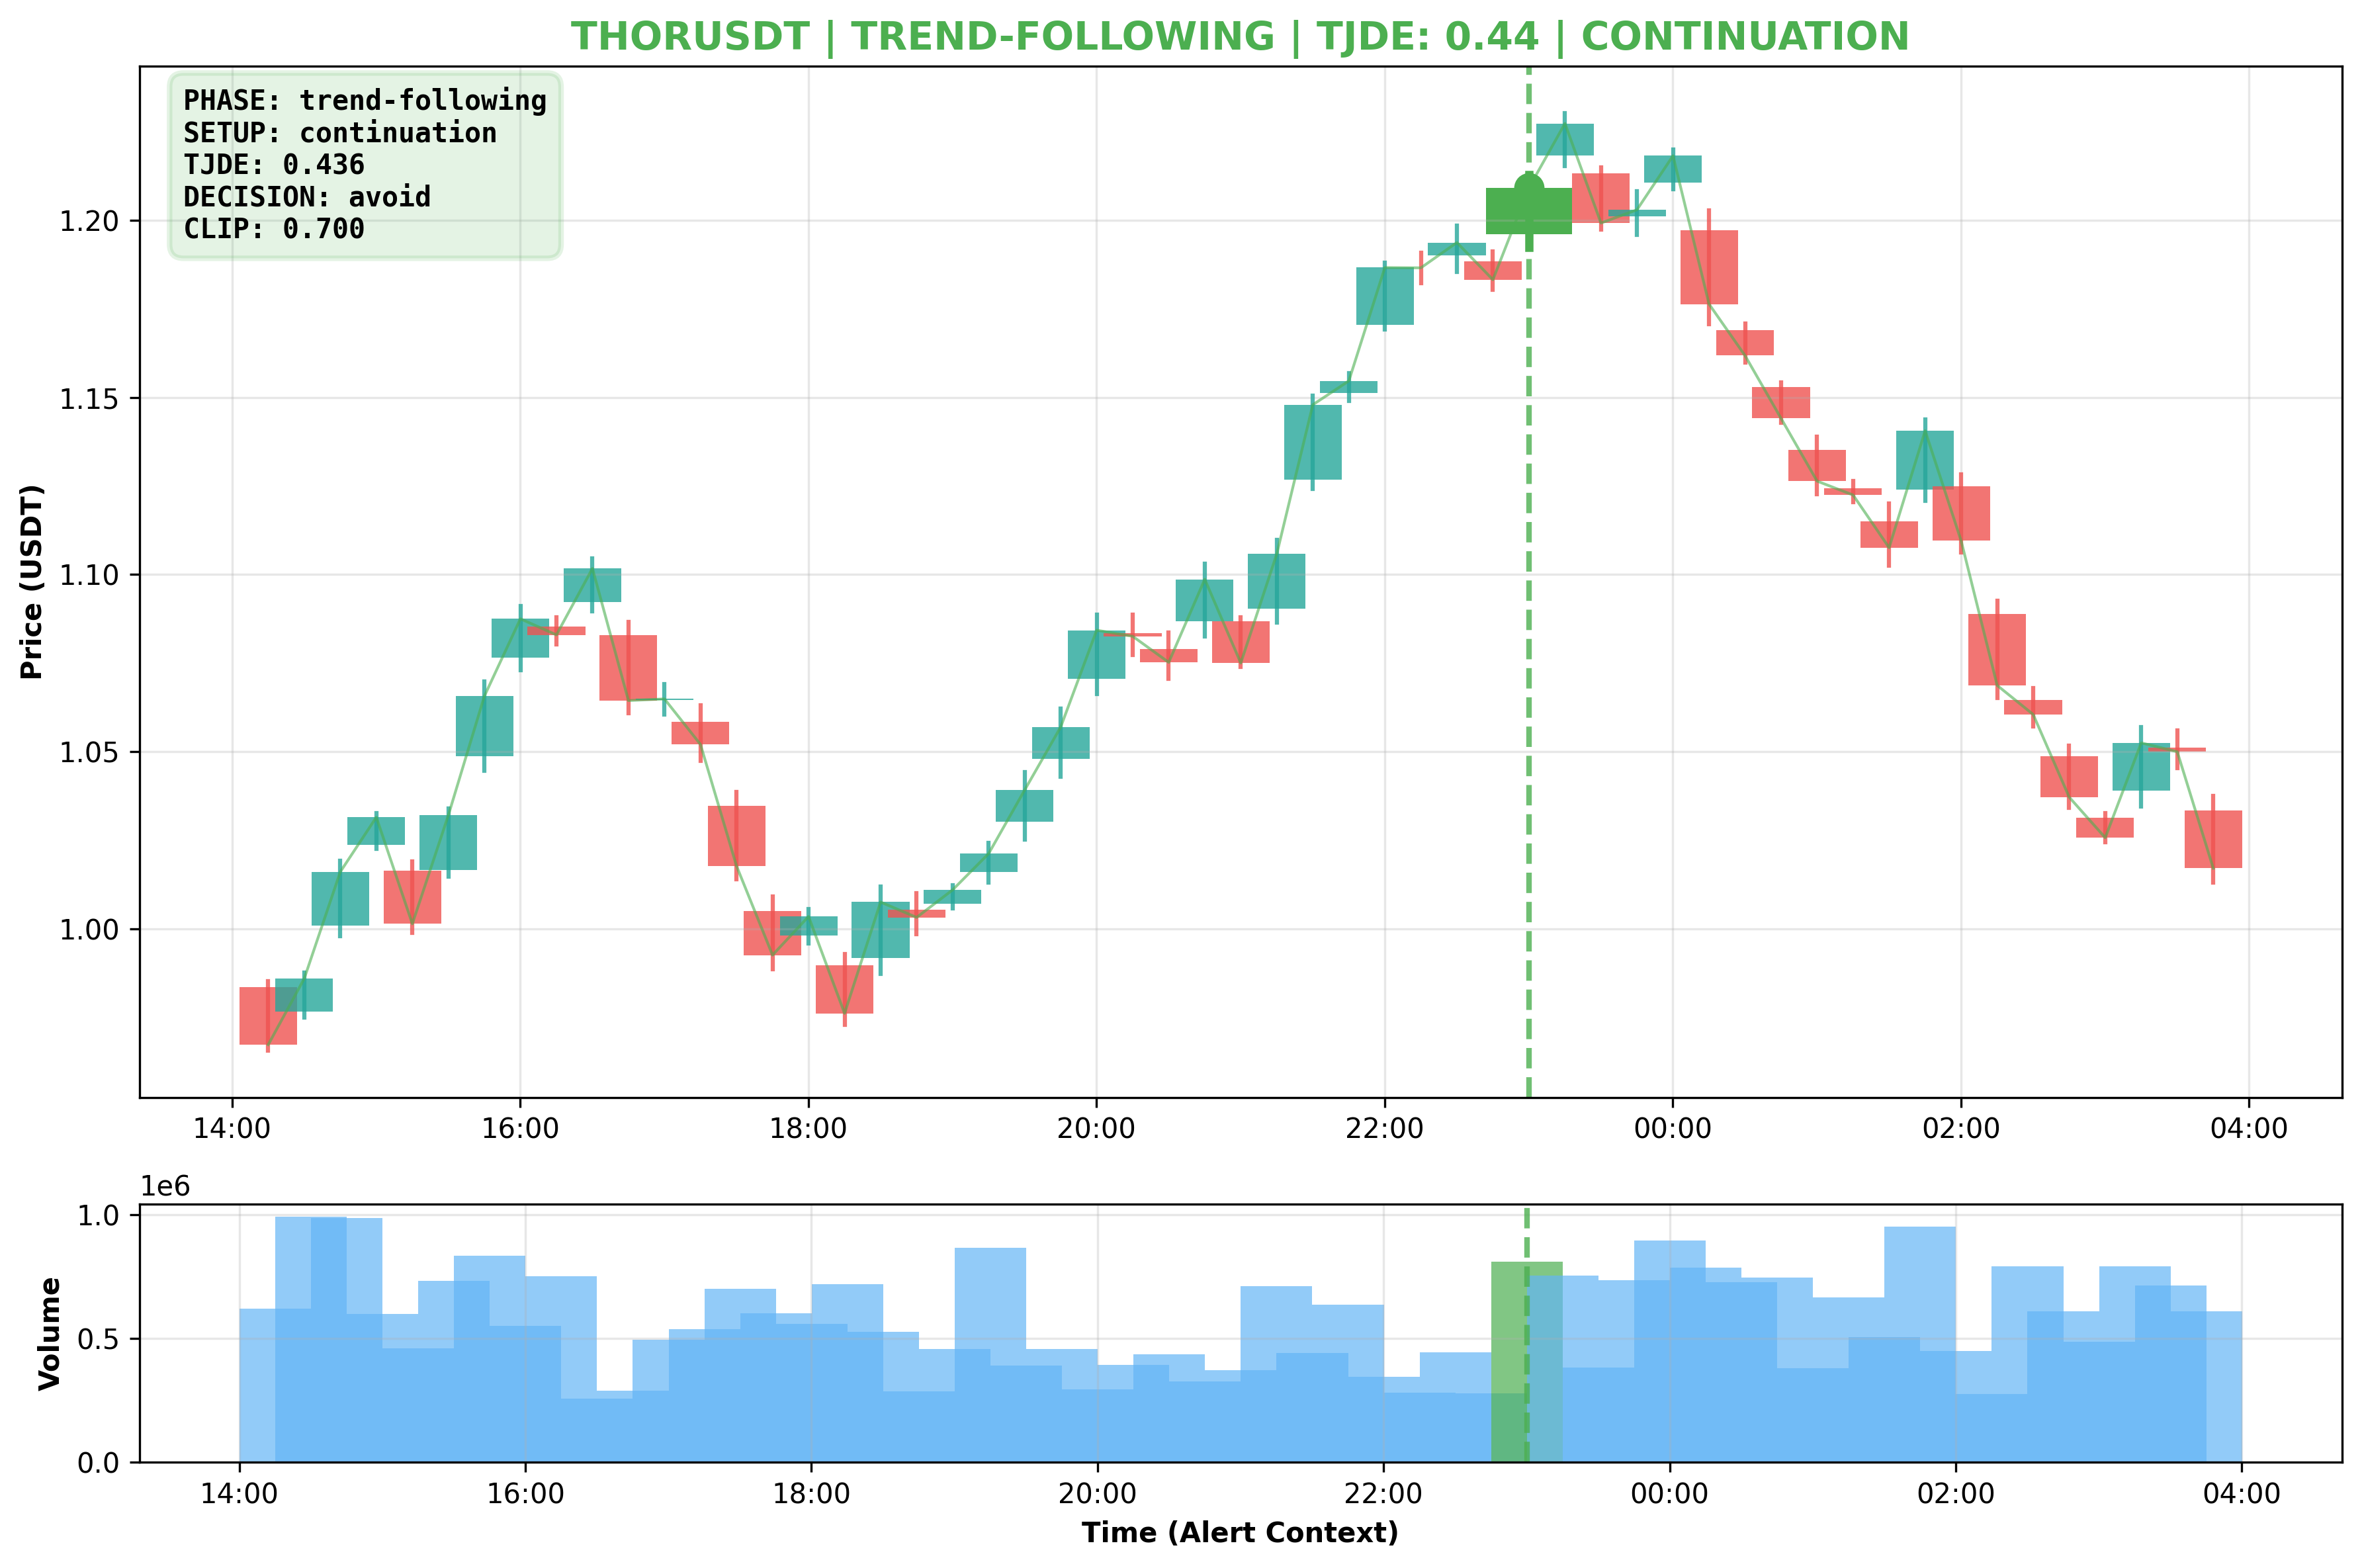 THORUSDT | TREND-FOLLOWING | TJDE: 0.44 | CONTINUATION
PHASE: trend-following
SETUP: continuation
TJDE: 0.436
DECISION: avoid
CLIP: 0.700
Price (USDT)
1.20
1.15
1.10
1.05
1.00
14:00 16:00 18:00 20:00 22:00 00:00 02:00 04:00
1e6
Volume
1.0
0.5
0.0
14:00 16:00 18:00 20:00 22:00 00:00 02:00 04:00
Time (Alert Context)